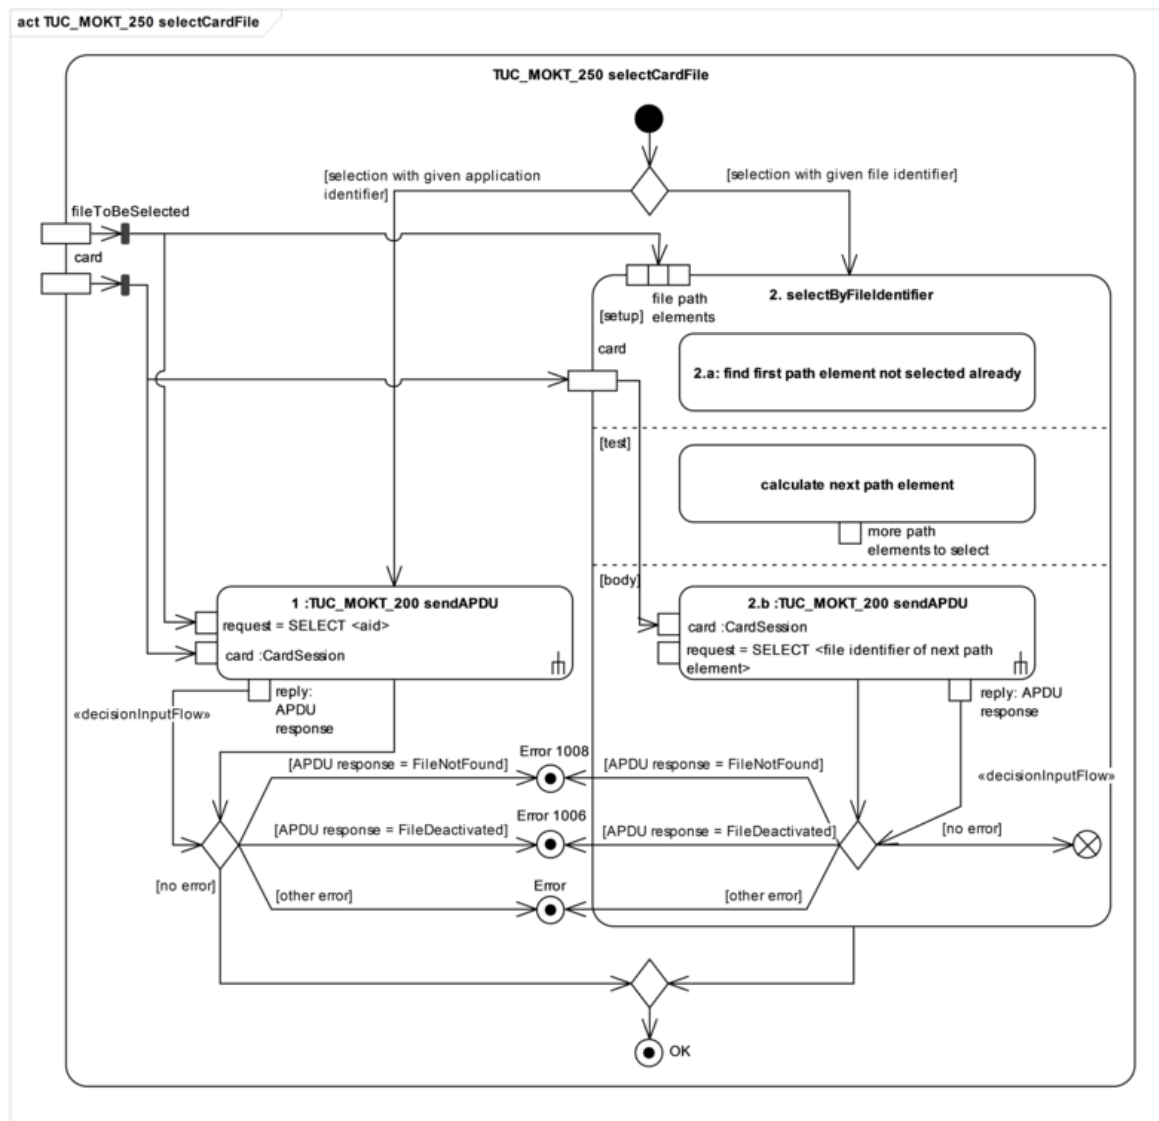 act TUC_MOKT_250 selectCardFile
TUC_MOKT_250 selectCardFile
[selection with given application
identifier]
[selection with given file identifier]
fileToBeSelected
card
file path
elements
2. selectByFileIdentifier
[setup]
card
2.a: find first path element not selected already
[test]
calculate next path element
more path
elements to select
[body]
1 :TUC_MOKT_200 sendAPDU
request = SELECT <aid>
card :CardSession
reply:
APDU
response
«decisionInputFlow»
2.b :TUC_MOKT_200 sendAPDU
card :CardSession
request = SELECT <file identifier of next path
element>
reply: APDU
response
«decisionInputFlow»
Error 1008
[APDU response = FileNotFound]
[APDU response = FileNotFound]
Error 1006
[APDU response = FileDeactivated]
[APDU response = FileDeactivated]
[no error]
[no error]
Error
[other error]
[other error]
OK